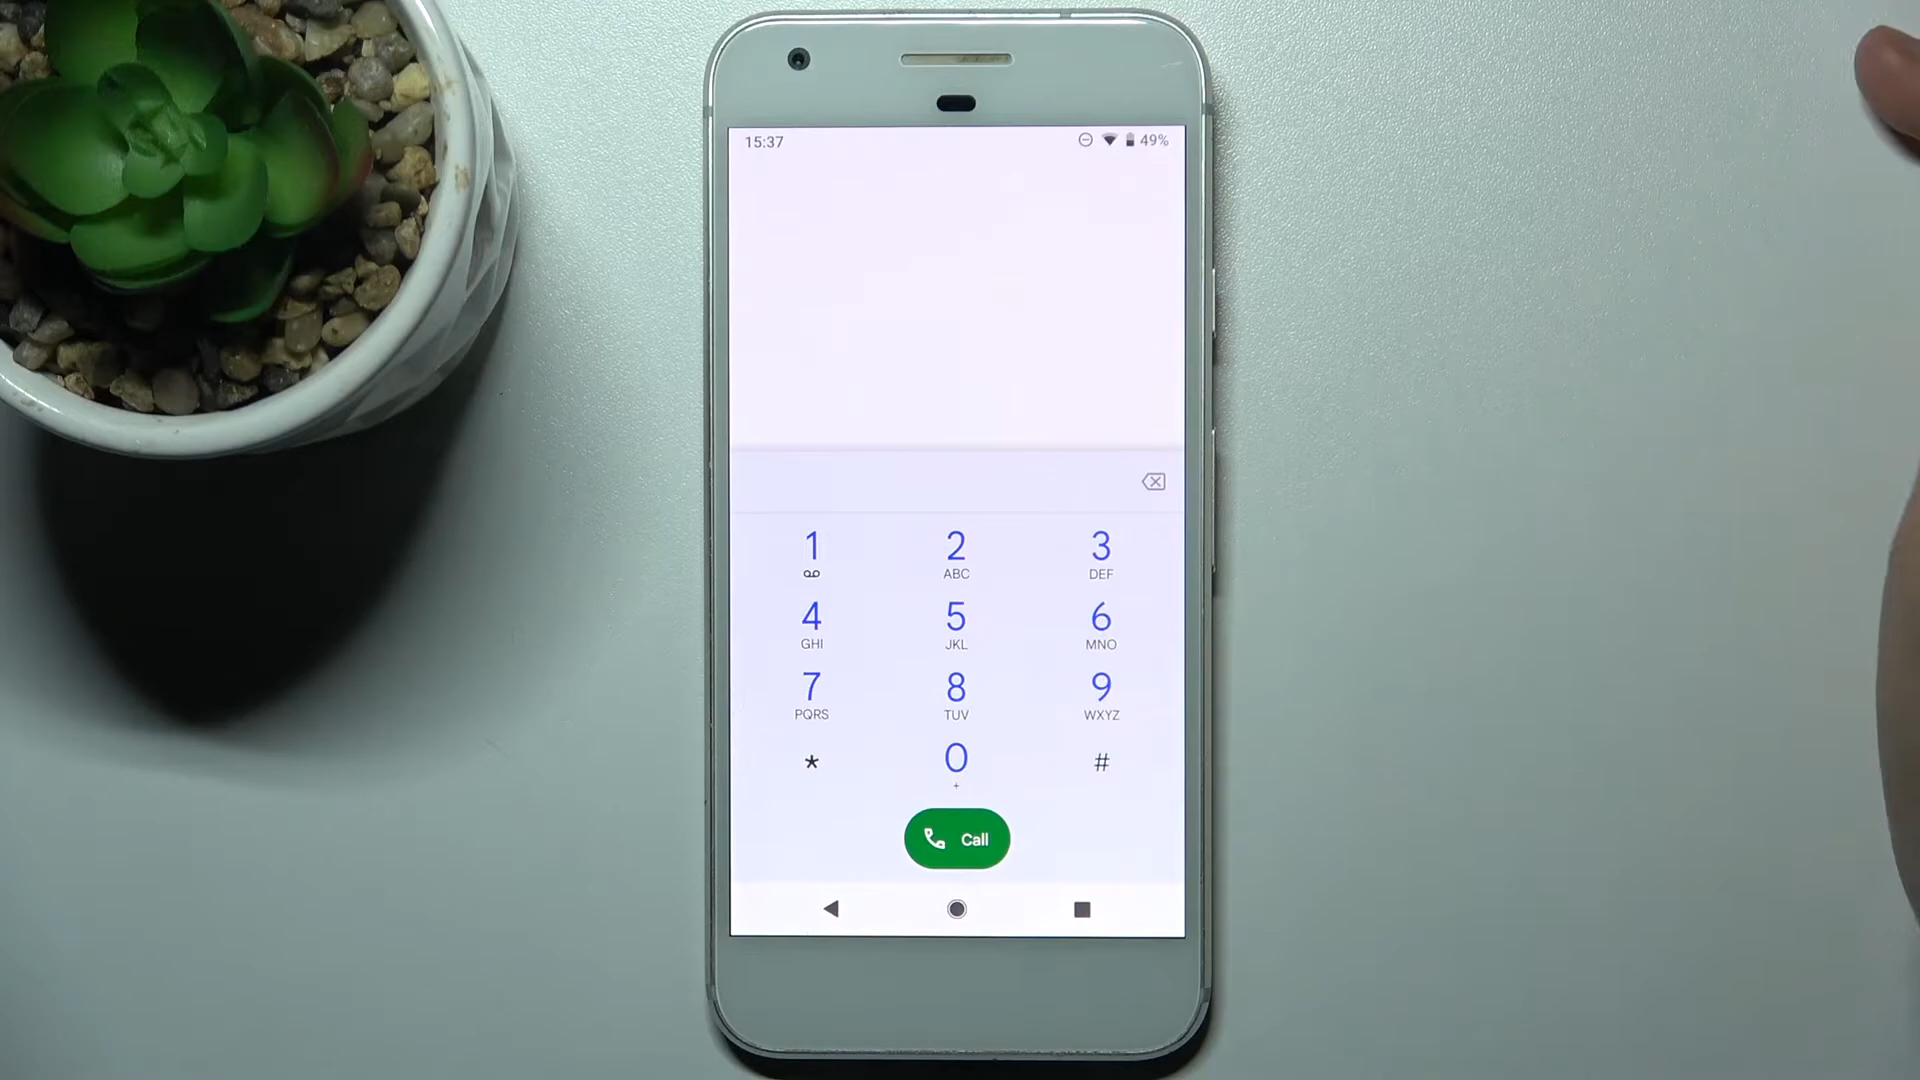 15:37 49%
1 2 3
ABC DEF
4 5 6
GHI JKL MNO
7 8 9
PQRS TUV WXYZ
* 0 #
+
Call